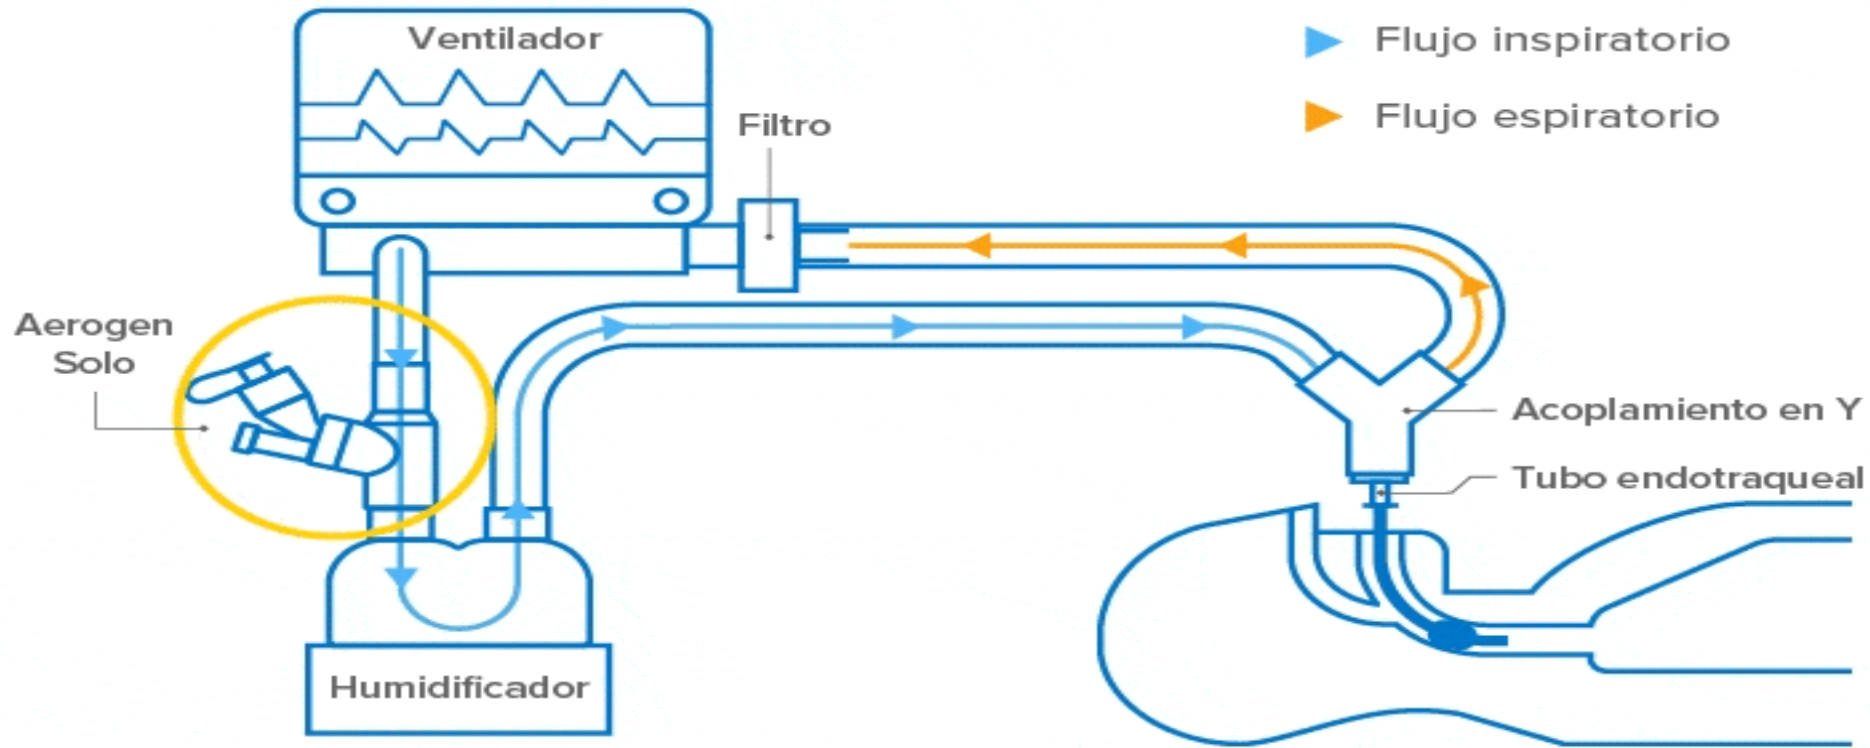 Ventilador
Flujo inspiratorio
Flujo espiratorio
Filtro
Aerogen
Solo
Acoplamiento en Y
Tubo endotraqueal
Humidificador